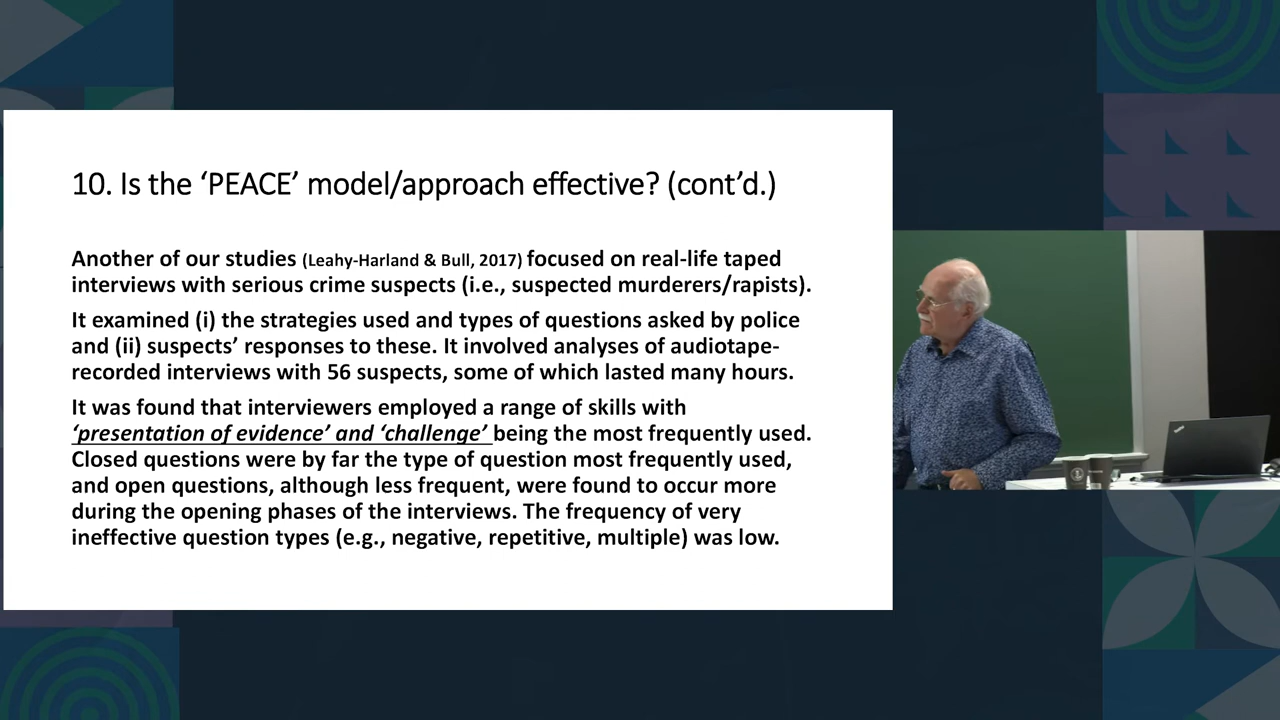 10. Is the ‘PEACE’ model/approach effective? (cont’d.)
Another of our studies (Leahy-Harland & Bull, 2017) focused on real-life taped
interviews with serious crime suspects (i.e., suspected murderers/rapists).
It examined (i) the strategies used and types of questions asked by police
and (ii) suspects’ responses to these. It involved analyses of audiotape-
recorded interviews with 56 suspects, some of which lasted many hours.
It was found that interviewers employed a range of skills with
‘presentation of evidence’ and ‘challenge’ being the most frequently used.
Closed questions were by far the type of question most frequently used,
and open questions, although less frequent, were found to occur more
during the opening phases of the interviews. The frequency of very
ineffective question types (e.g., negative, repetitive, multiple) was low.